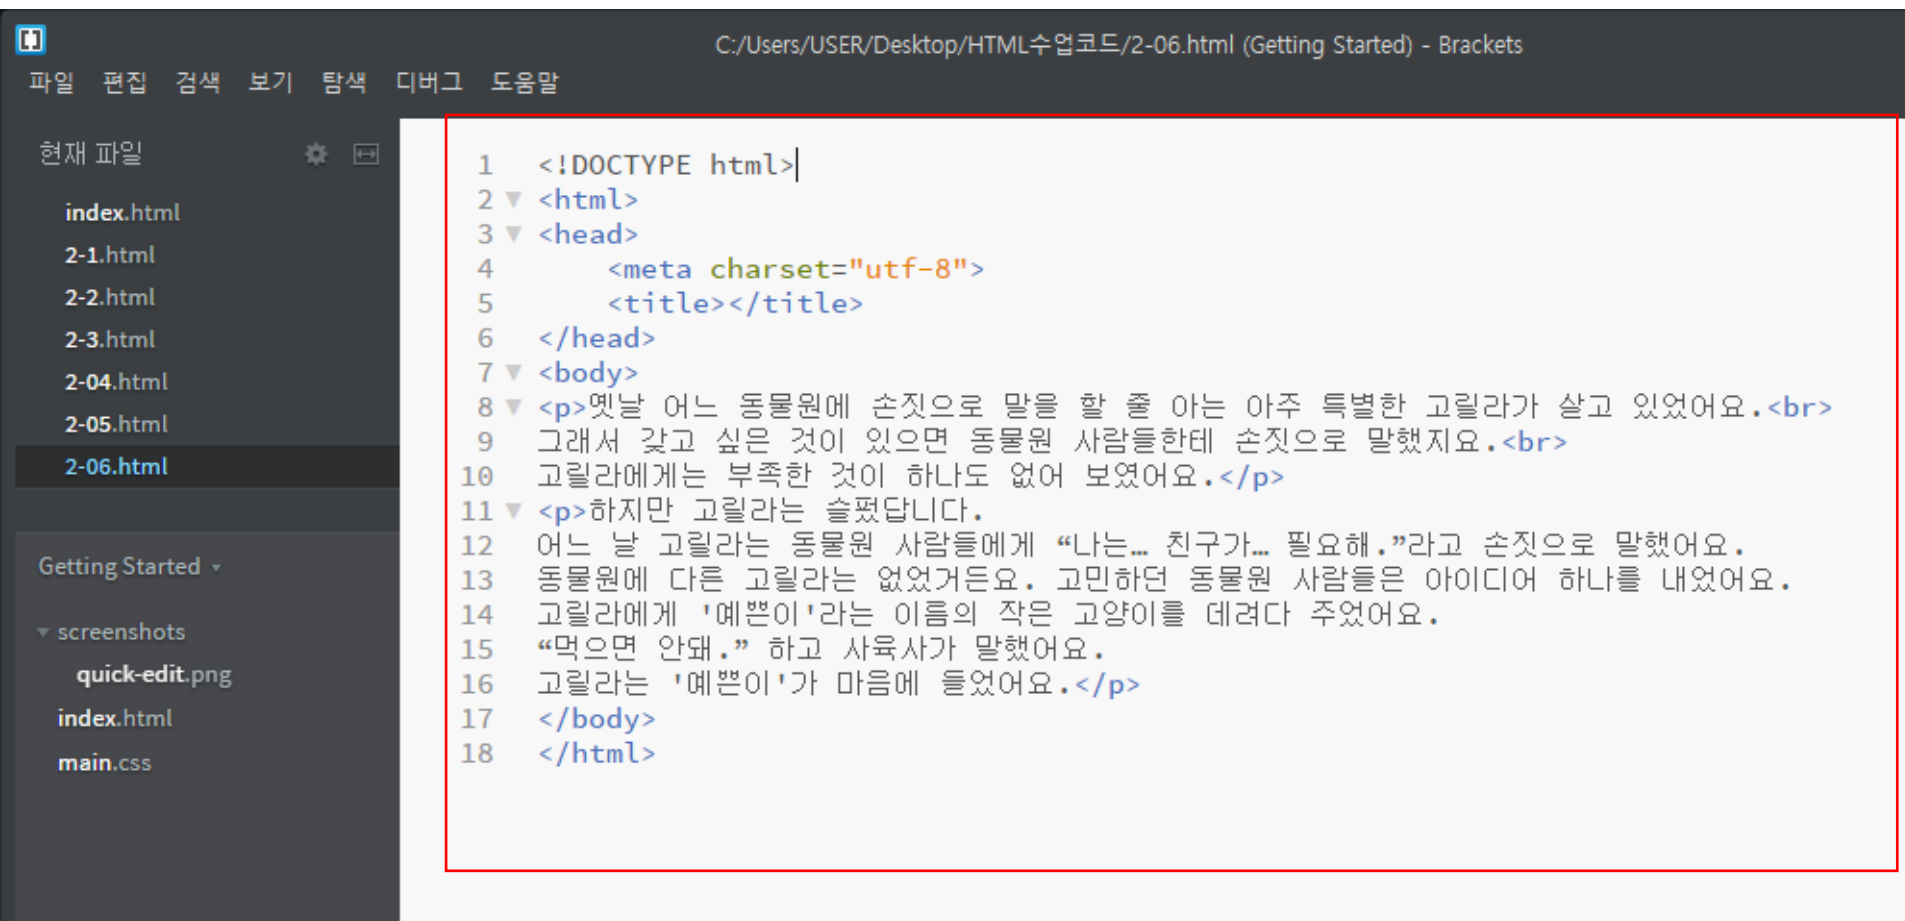 C:/Users/USER/Desktop/HTML수업코드/2-06.html (Getting Started) - Brackets
파일 편집 검색 보기 탐색 디버그 도움말
현재 파일
index.html
2-1.html
2-2.html
2-3.html
2-04.html
2-05.html
2-06.html
Getting Started
screenshots
quick-edit.png
index.html
main.css
1 <!DOCTYPE html>
2 <html>
3 <head>
4 <meta charset="utf-8">
5 <title></title>
6 </head>
7 <body>
8 <p>옛날 어느 동물원에 손짓으로 말을 할 줄 아는 아주 특별한 고릴라가 살고 있었어요.<br>
9 그래서 갖고 싶은 것이 있으면 동물원 사람들한테 손짓으로 말했지요.<br>
10 고릴라에게는 부족한 것이 하나도 없어 보였어요.</p>
11 <p>하지만 고릴라는 슬펐답니다.
12 어느 날 고릴라는 동물원 사람들에게 “나는… 친구가… 필요해.”라고 손짓으로 말했어요.
13 동물원에 다른 고릴라는 없었거든요. 고민하던 동물원 사람들은 아이디어 하나를 내었어요.
14 고릴라에게 '예쁜이'라는 이름의 작은 고양이를 데려다 주었어요.
15 “먹으면 안돼.” 하고 사육사가 말했어요.
16 고릴라는 '예쁜이'가 마음에 들었어요.</p>
17 </body>
18 </html>